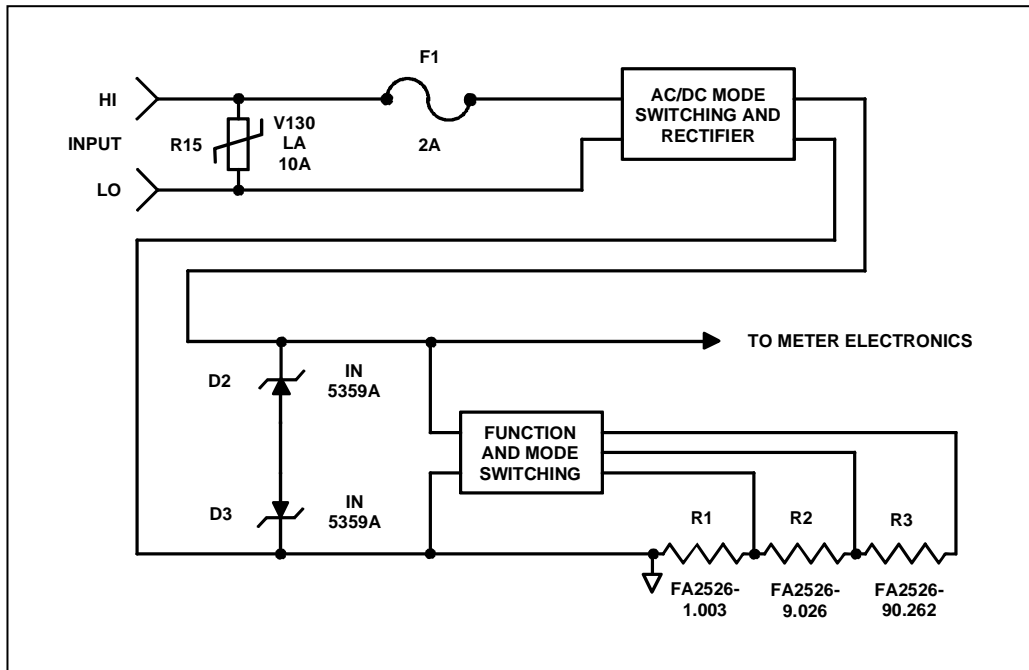 F1
HI
INPUT
LO
R15
V130
LA
10A
2A
AC/DC MODE
SWITCHING AND
RECTIFIER
TO METER ELECTRONICS
D2
IN
5359A
FUNCTION
AND MODE
SWITCHING
D3
IN
5359A
R1
R2
R3
FA2526-
1.003
FA2526-
9.026
FA2526-
90.262